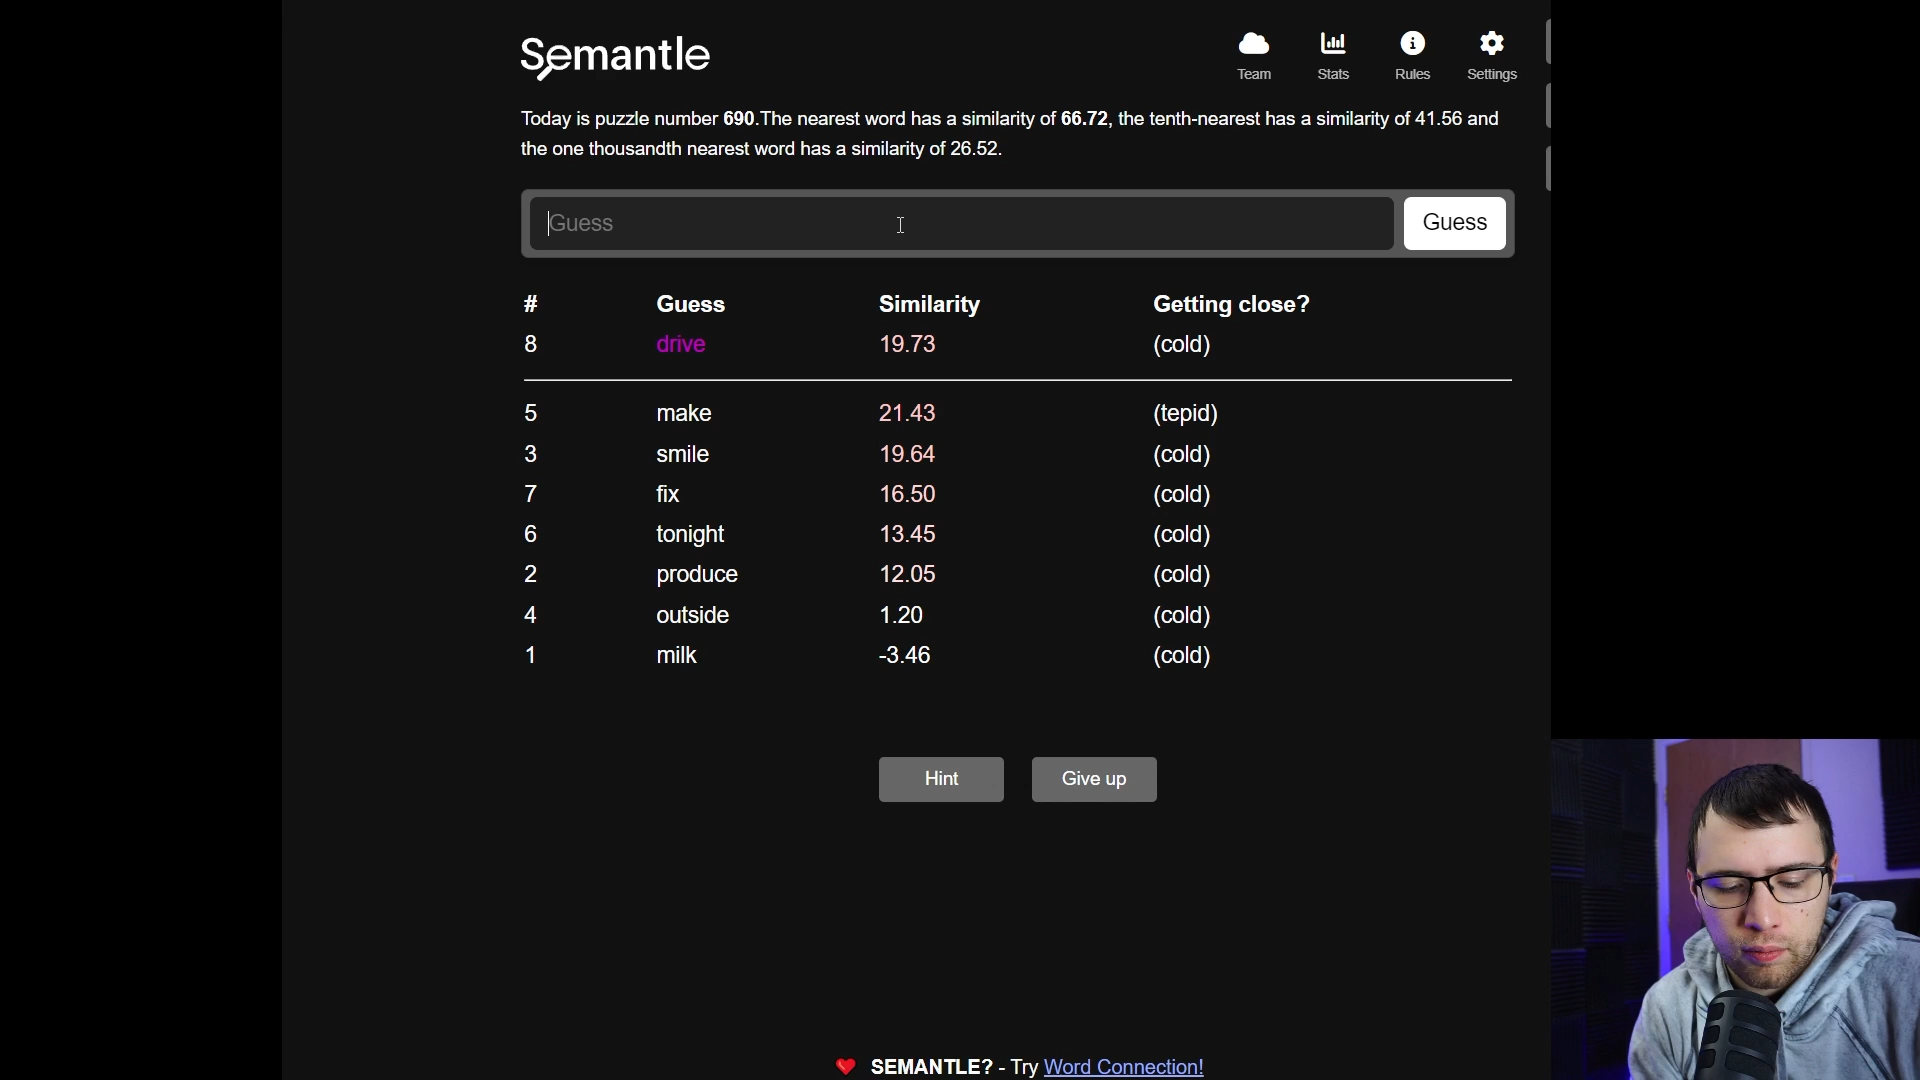 Semantle
Team Stats Rules Settings
Today is puzzle number 690.The nearest word has a similarity of 66.72, the tenth-nearest has a similarity of 41.56 and
the one thousandth nearest word has a similarity of 26.52.
Guess Guess
# Guess Similarity Getting close?
8 drive 19.73 (cold)
5 make 21.43 (tepid)
3 smile 19.64 (cold)
7 fix 16.50 (cold)
6 tonight 13.45 (cold)
2 produce 12.05 (cold)
4 outside 1.20 (cold)
1 milk -3.46 (cold)
Hint Give up
❤ SEMANTLE? - Try Word Connection!